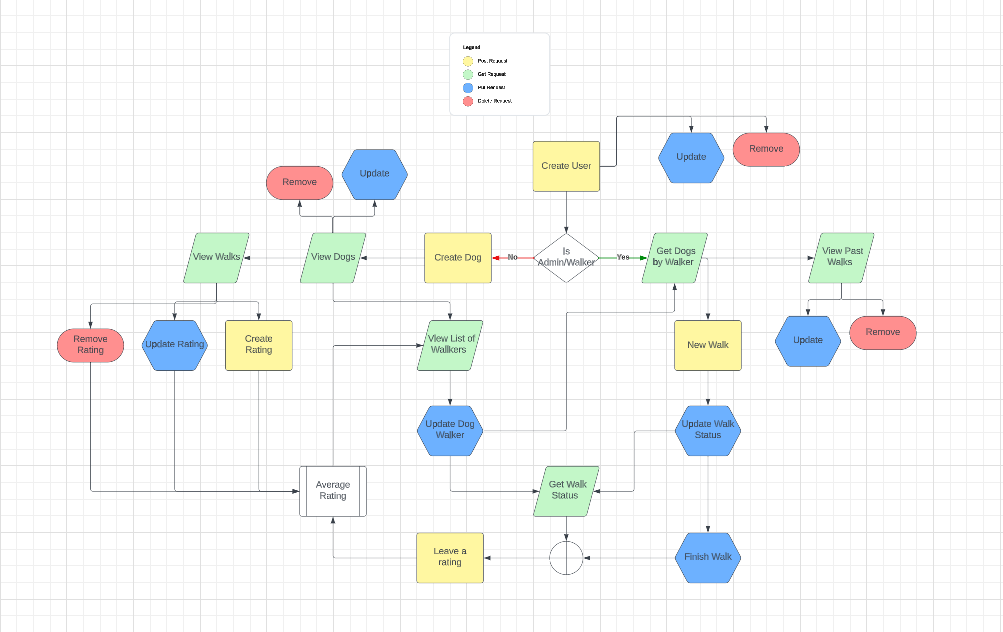 Legend
Post Request
Get Request
Put Request
Delete Request
Create User
Update
Remove
Remove
Update
View Walks
View Dogs
Create Dog
No
Is
Admin/Walker
Yes
Get Dogs
by Walker
View Past
Walks
Remove
Rating
Update Rating
Create
Rating
View List of
Wallkers
New Walk
Update
Remove
Update Dog
Walker
Update Walk
Status
Average
Rating
Get Walk
Status
Leave a
rating
Finish Walk